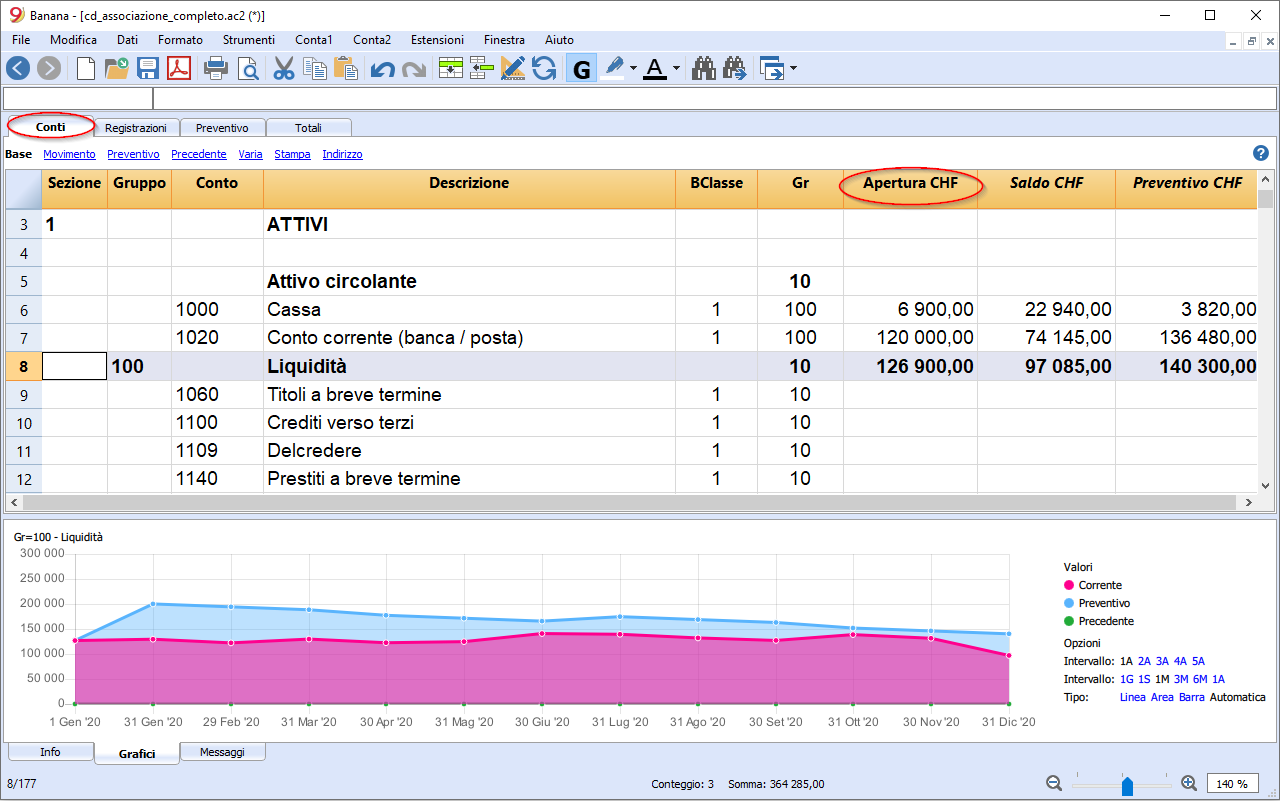 Banana - [cd_associazione_completo.ac2 (*)]
File Modifica Dati Formato Strumenti Conta1 Conta2 Estensioni Finestra Aiuto
G A
Conti Registrazioni Preventivo Totali
Base Movimento Preventivo Precedente Varia Stampa Indirizzo
Sezione Gruppo Conto Descrizione BClasse Gr Apertura CHF Saldo CHF Preventivo CHF
3 1 ATTIVI
4
5 Attivo circolante 10
6 1000 Cassa 1 100 6 900,00 22 940,00 3 820,00
7 1020 Conto corrente (banca / posta) 1 100 120 000,00 74 145,00 136 480,00
8 100 Liquidità 10 126 900,00 97 085,00 140 300,00
9 1060 Titoli a breve termine 1 10
10 1100 Crediti verso terzi 1 10
11 1109 Delcredere 1 10
12 1140 Prestiti a breve termine 1 10
Gr=100 - Liquidità
300 000
250 000
200 000
150 000
100 000
50 000
0
1 Gen '20 31 Gen '20 29 Feb '20 31 Mar '20 30 Apr '20 31 Mag '20 30 Giu '20 31 Lug '20 31 Ago '20 30 Set '20 31 Ott '20 30 Nov '20 31 Dic '20
Valori
Corrente
Preventivo
Precedente
Opzioni
Intervallo: 1A 2A 3A 4A 5A
Intervallo: 1G 1S 1M 3M 6M 1A
Tipo: Linea Area Barra Automatica
Info Grafici Messaggi
8/177 Conteggio: 3 Somma: 364 285,00 140 %